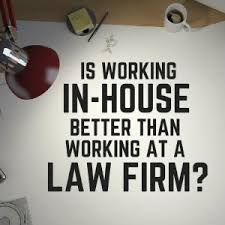 IS WORKING
IN-HOUSE
BETTER THAN
WORKING AT A
LAW FIRM?